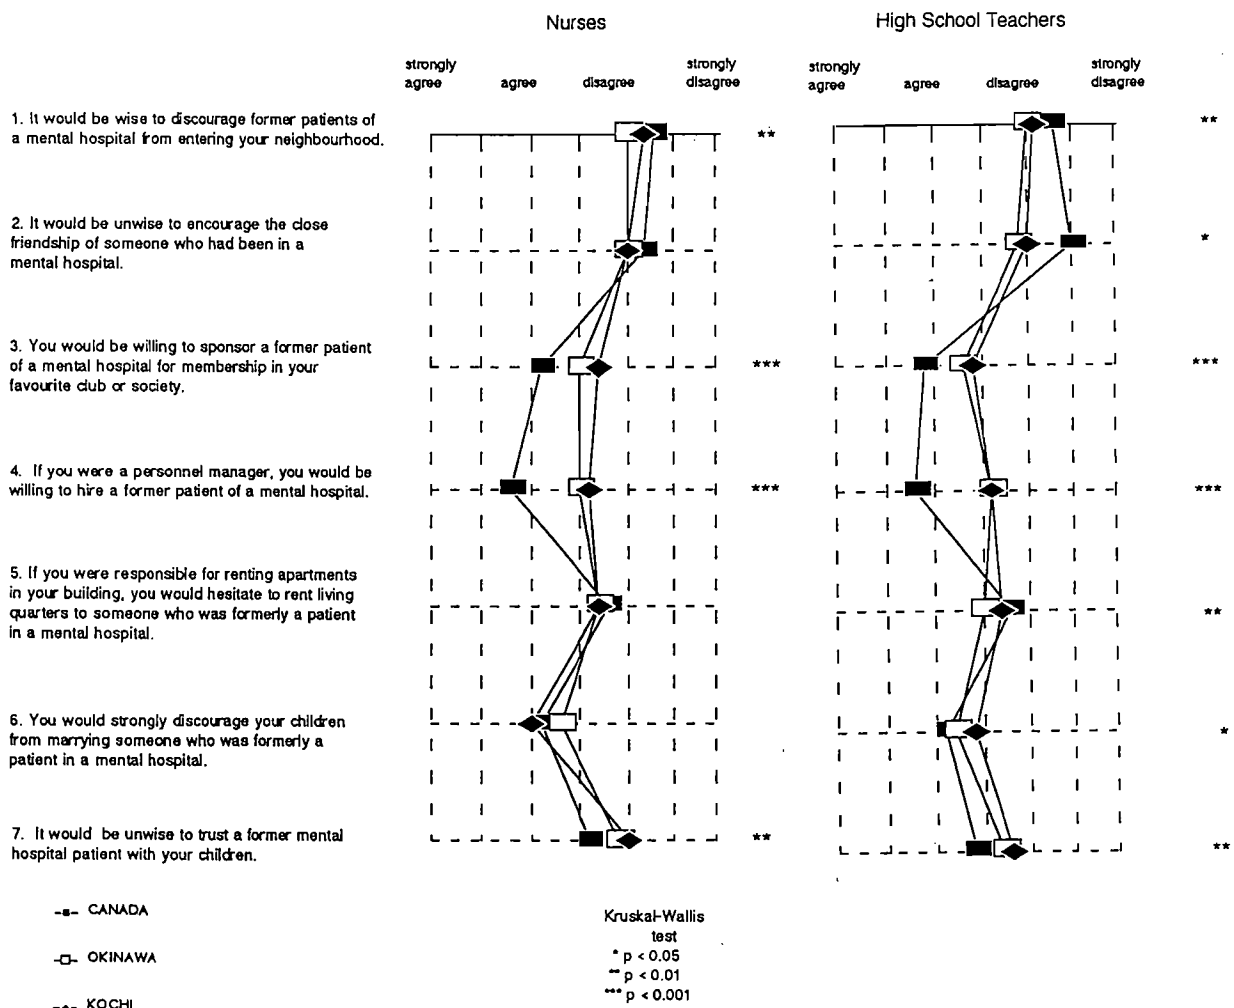 Nurses
High School Teachers
strongly agree
agree
disagree
strongly disagree
strongly agree
agree
disagree
strongly disagree
1. It would be wise to discourage former patients of
a mental hospital from entering your neighbourhood.
**
**
2. It would be unwise to encourage the close
friendship of someone who had been in a
mental hospital.
*
3. You would be willing to sponsor a former patient
of a mental hospital for membership in your
favourite club or society.
***
***
4. If you were a personnel manager, you would be
willing to hire a former patient of a mental hospital.
***
***
5. If you were responsible for renting apartments
in your building, you would hesitate to rent living
quarters to someone who was formerly a patient
in a mental hospital.
**
6. You would strongly discourage your children
from marrying someone who was formerly a
patient in a mental hospital.
*
7. It would be unwise to trust a former mental
hospital patient with your children.
**
**
CANADA
OKINAWA
KOCHI
Kruskal-Wallis
test
* p < 0.05
** p < 0.01
*** p < 0.001